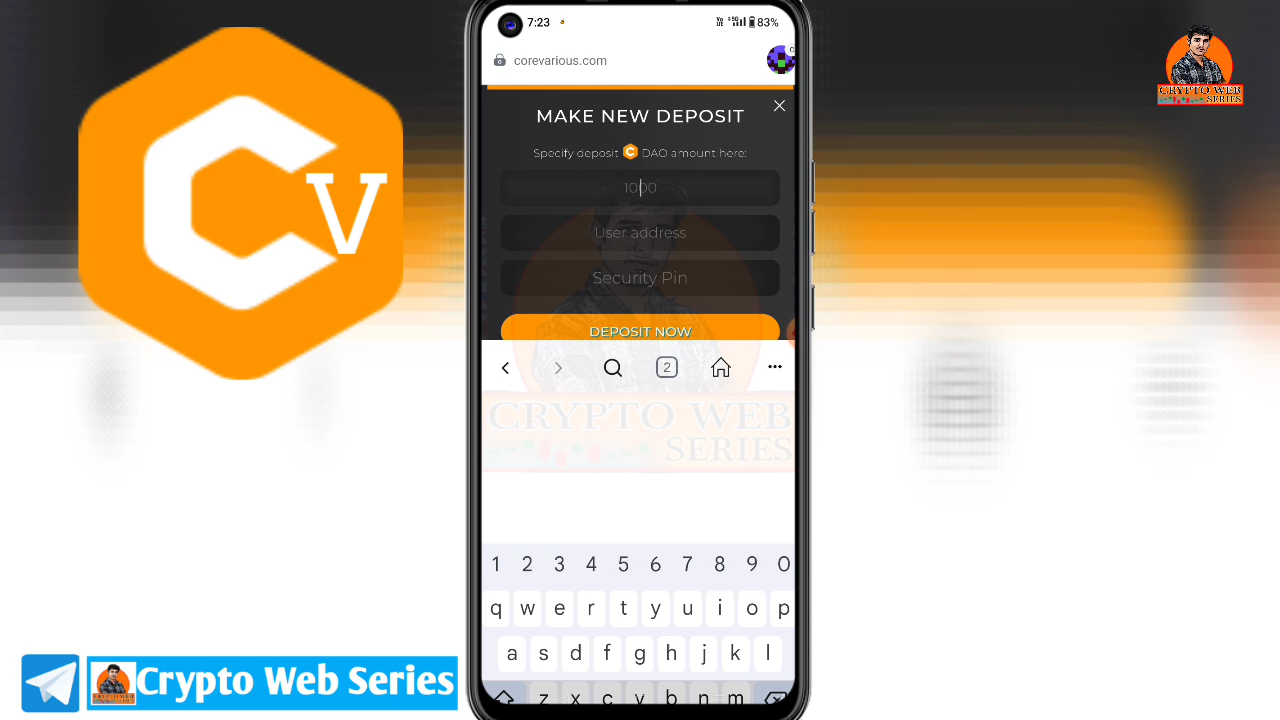 V
CRYPTO WEB
SERIES
7:23
83%
corevarious.com
MAKE NEW DEPOSIT
Specify deposit C DAO amount here:
1000
User address
Security Pin
DEPOSIT NOW
2
CRYPTO WEB
SERIES
1 2 3 4 5 6 7 8 9 0
q w e r t y u i o p
a s d f g h j k l
z x c v b n m
Crypto Web Series